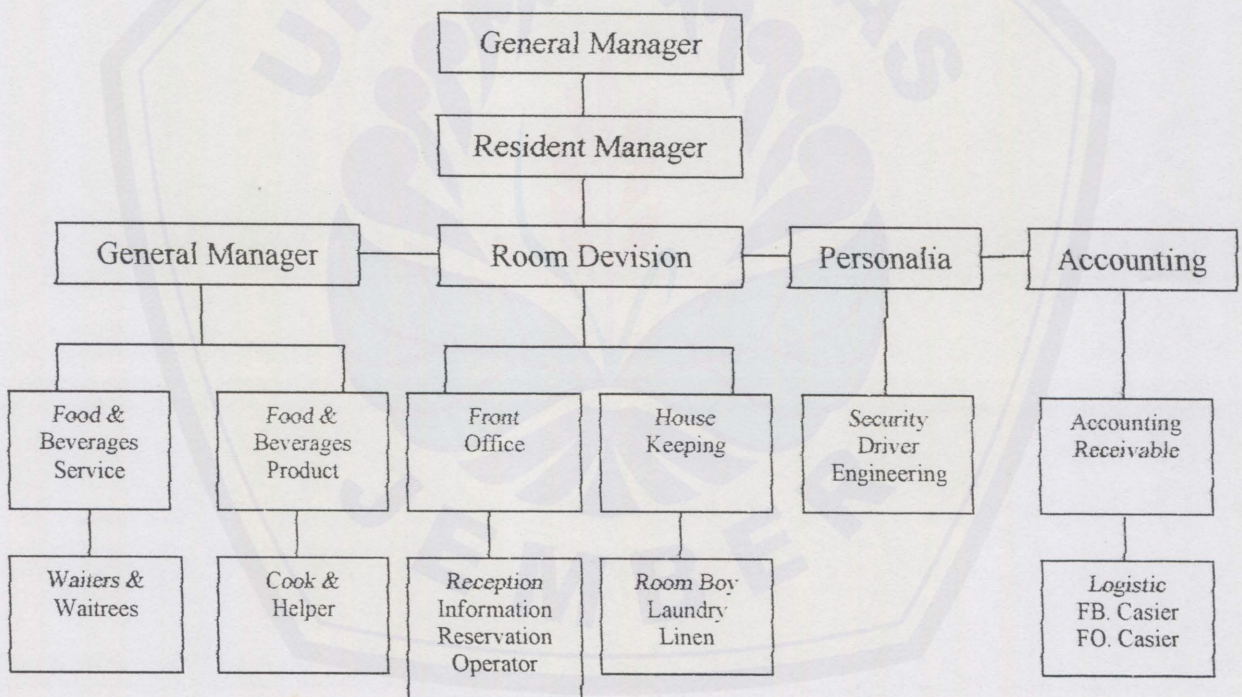 General Manager
Resident Manager
General Manager
Room Devision
Personalia
Accounting
Food &
Beverages
Service
Food &
Beverages
Product
Front
Office
House
Keeping
Security
Driver
Engineering
Accounting
Receivable
Waiters &
Waitrees
Cook &
Helper
Reception
Information
Reservation
Operator
Room Boy
Laundry
Linen
Logistic
FB. Casier
FO. Casier
JEMBER